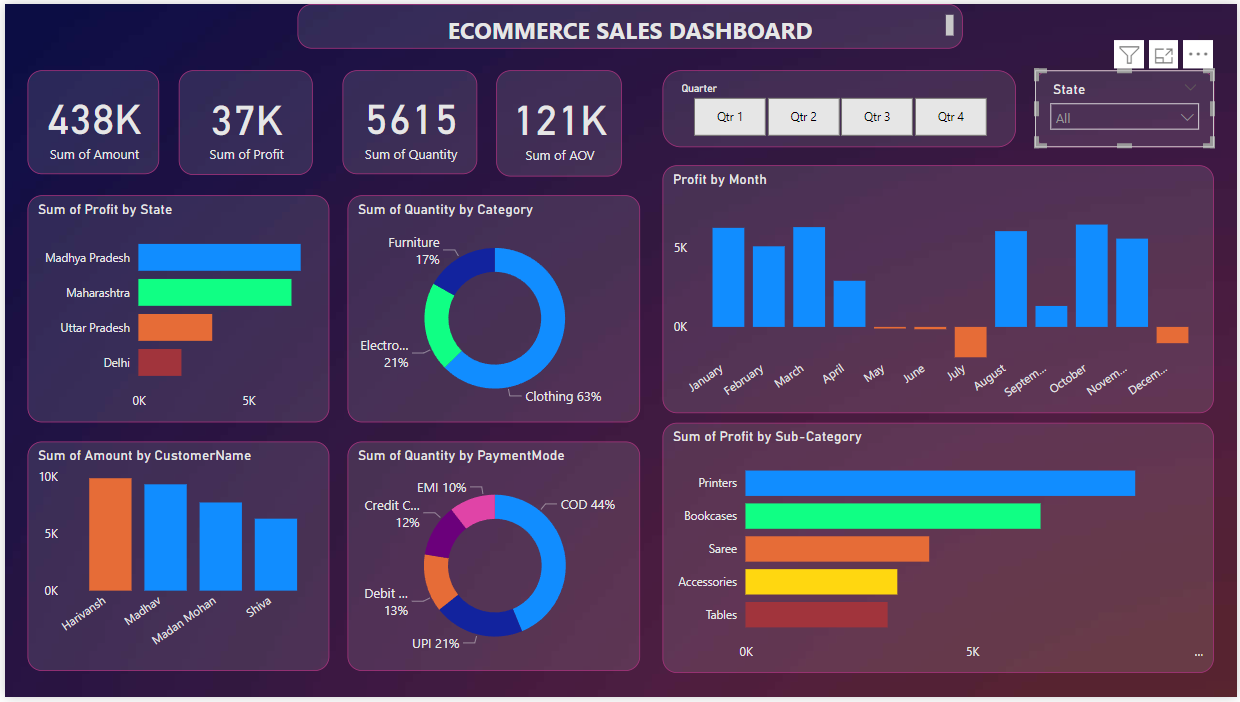 ECOMMERCE SALES DASHBOARD
438K
Sum of Amount
37K
Sum of Profit
5615
Sum of Quantity
121K
Sum of AOV
Quarter
Qtr 1
Qtr 2
Qtr 3
Qtr 4
State
All
Sum of Profit by State
Madhya Pradesh
Maharashtra
Uttar Pradesh
Delhi
0K
5K
Sum of Quantity by Category
Furniture
17%
Electro...
21%
Clothing 63%
Profit by Month
5K
0K
January
February
March
April
May
June
July
August
Septem...
October
Novem...
Decem...
Sum of Amount by CustomerName
10K
5K
0K
Harivansh
Madhav
Madan Mohan
Shiva
Sum of Quantity by PaymentMode
EMI 10%
Credit C...
12%
COD 44%
Debit ...
13%
UPI 21%
Sum of Profit by Sub-Category
Printers
Bookcases
Saree
Accessories
Tables
0K
5K
...